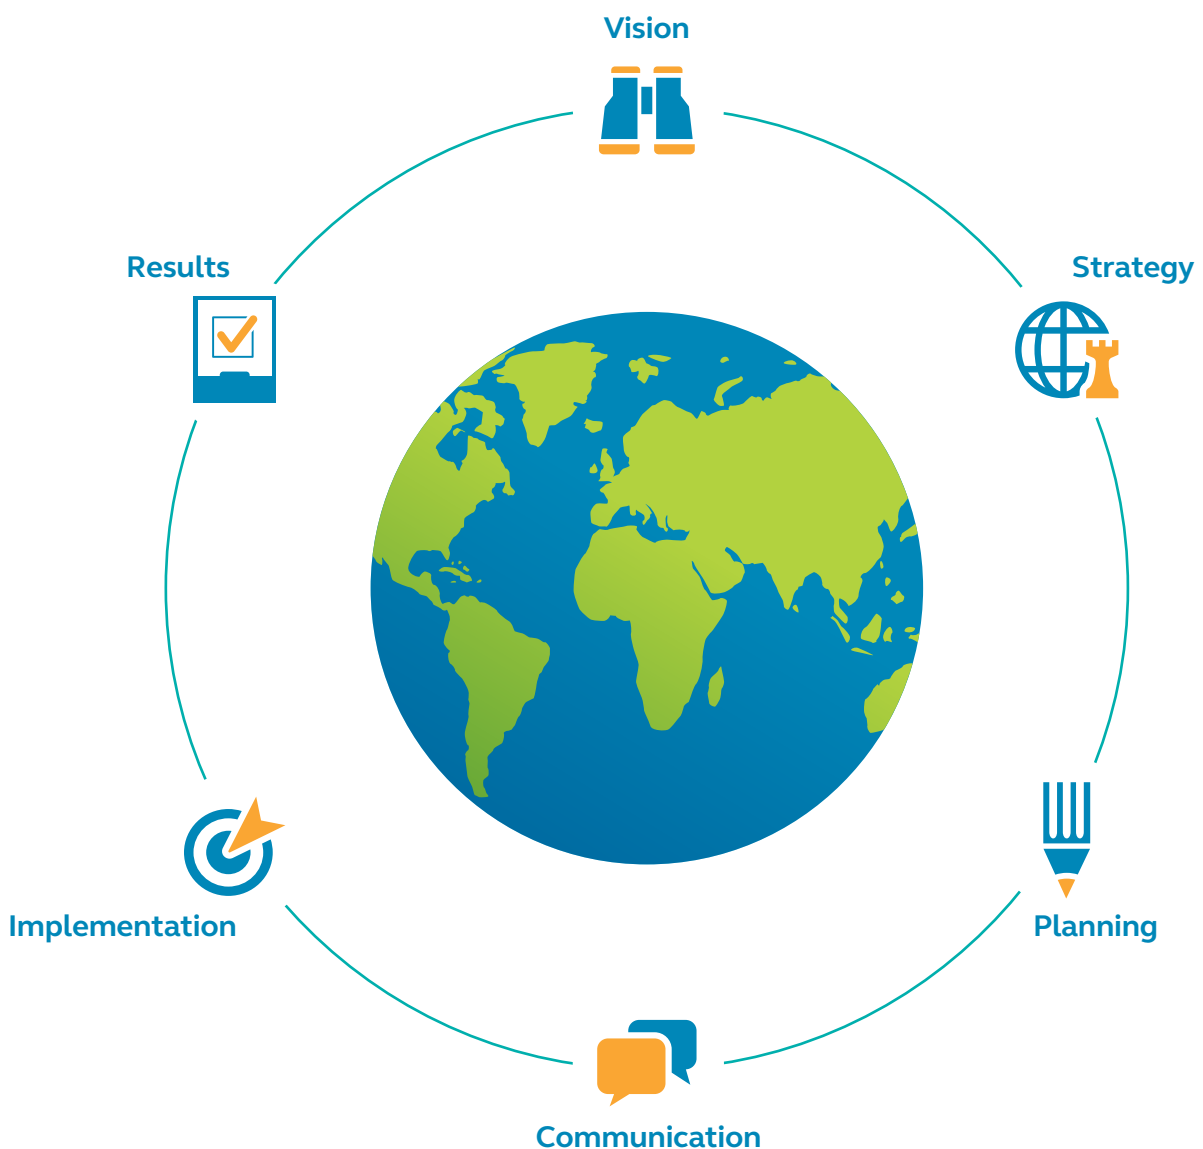 Vision
Strategy
Planning
Communication
Implementation
Results